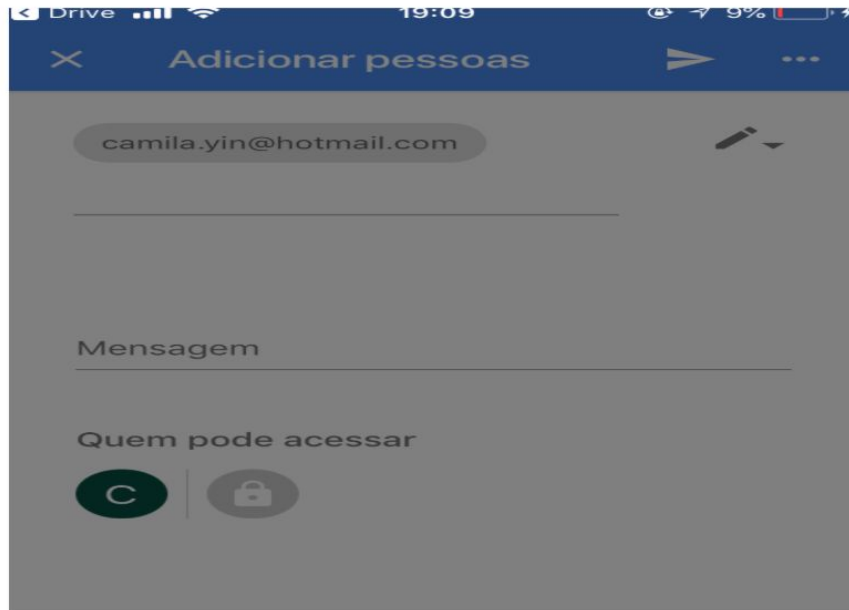 Drive 19:09 9%
Adicionar pessoas
camila.yin@hotmail.com
Mensagem
Quem pode acessar
C